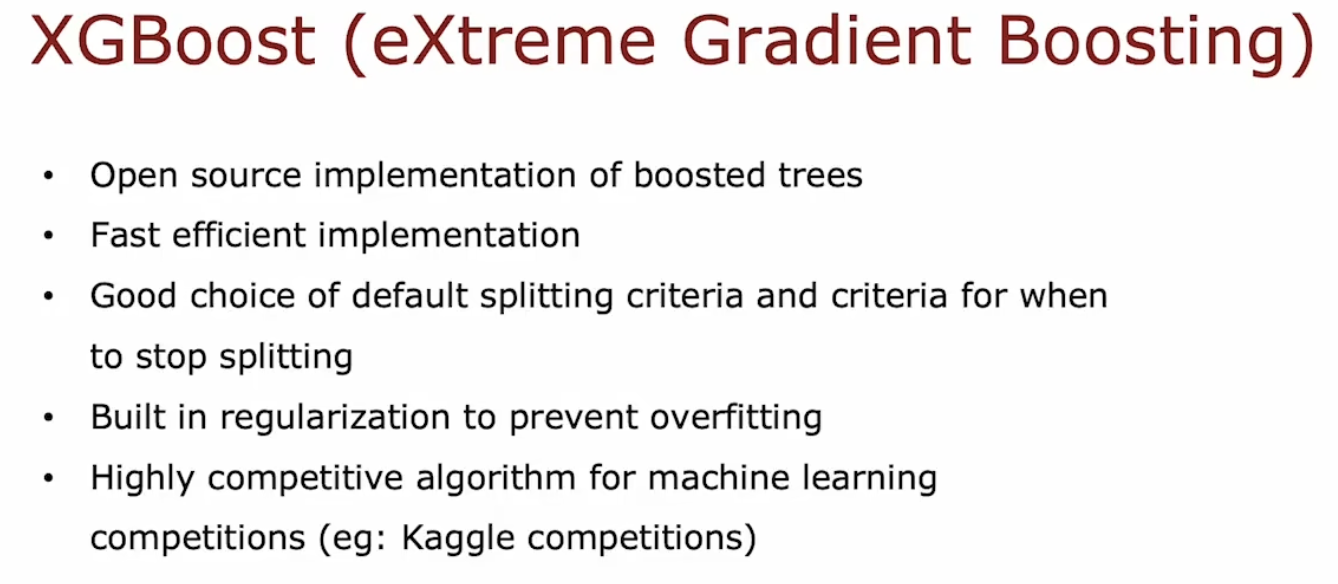 XGBoost (eXtreme Gradient Boosting)
• Open source implementation of boosted trees
• Fast efficient implementation
• Good choice of default splitting criteria and criteria for when
to stop splitting
• Built in regularization to prevent overfitting
• Highly competitive algorithm for machine learning
competitions (eg: Kaggle competitions)